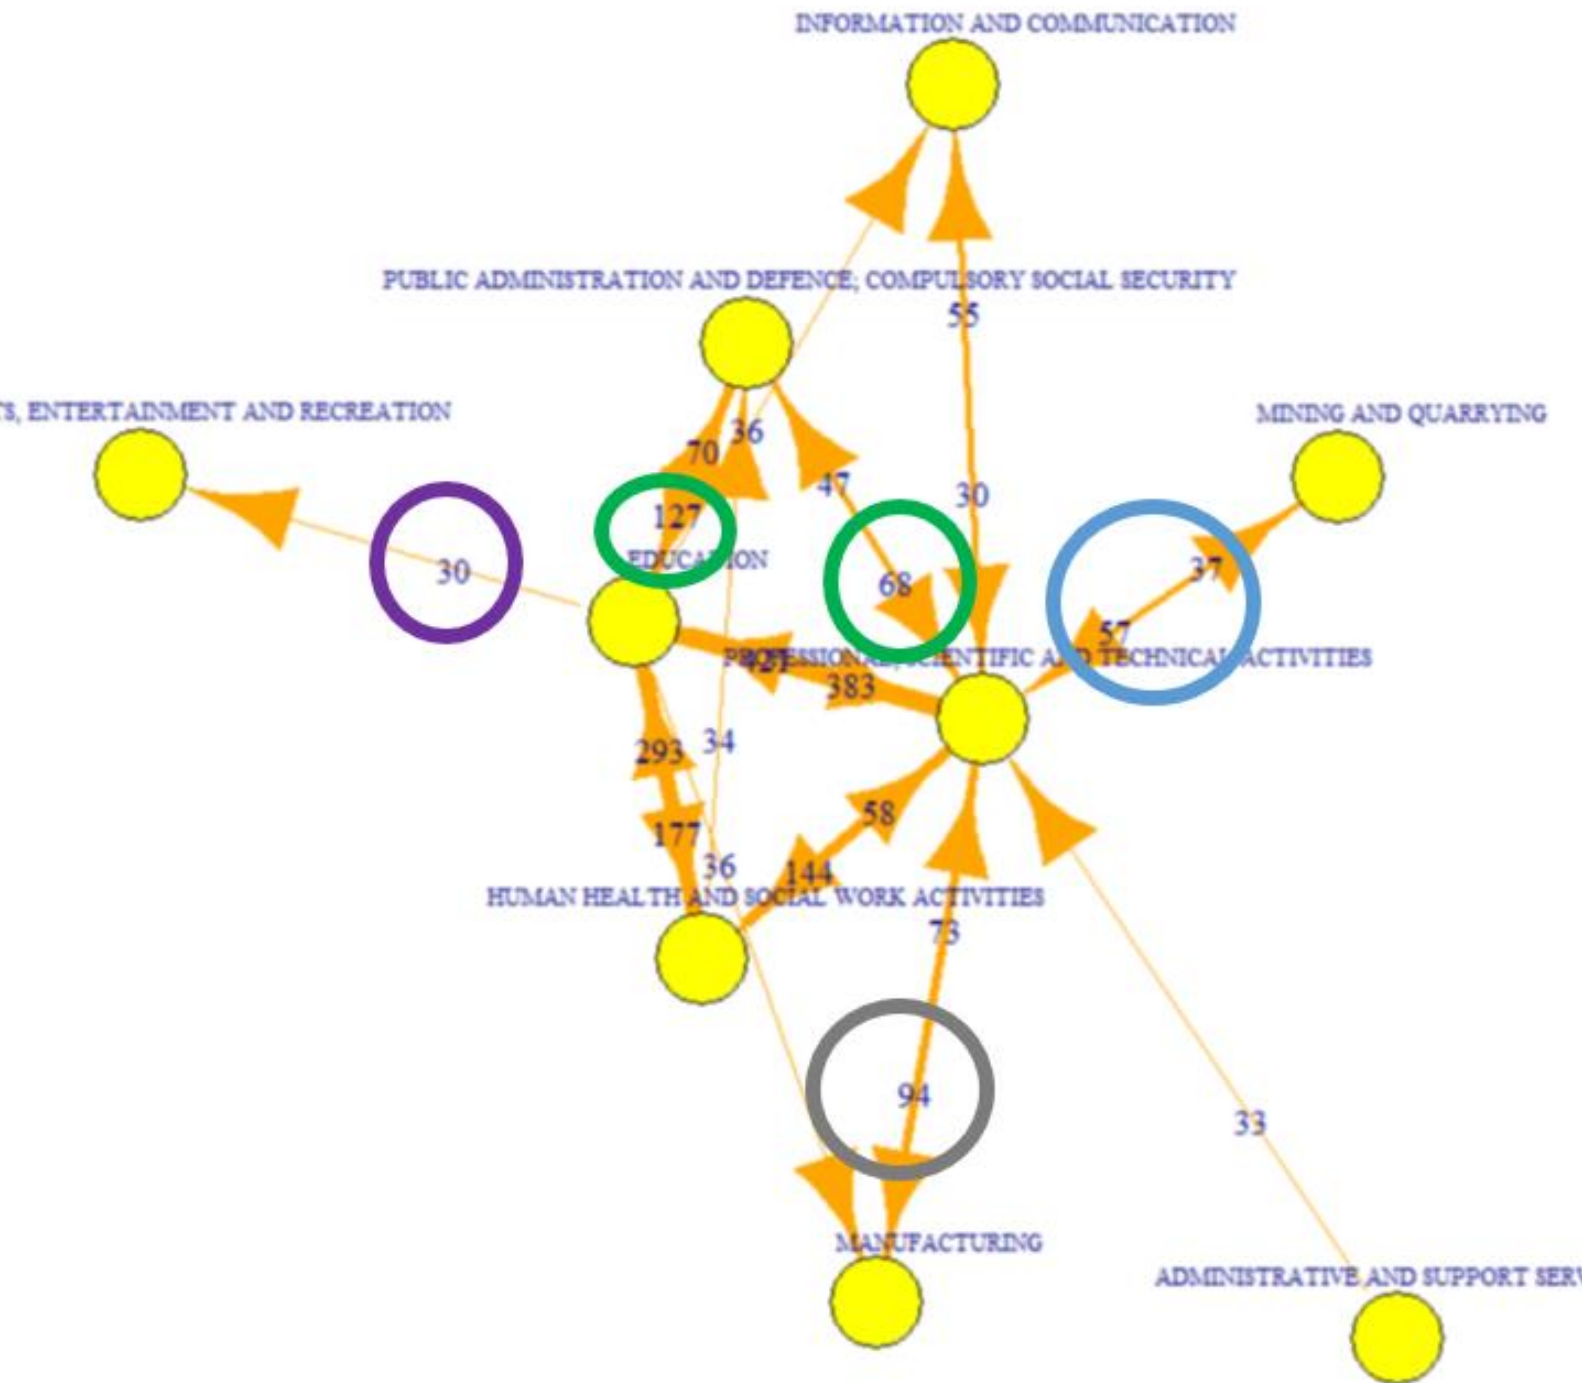 INFORMATION AND COMMUNICATION
PUBLIC ADMINISTRATION AND DEFENCE; COMPULSORY SOCIAL SECURITY
55
TS, ENTERTAINMENT AND RECREATION
MINING AND QUARRYING
36
70
47
30
127
EDUCATION
30
68
37
57
PROFESSIONAL, SCIENTIFIC AND TECHNICAL ACTIVITIES
383
34
293
58
177
36
144
HUMAN HEALTH AND SOCIAL WORK ACTIVITIES
73
94
33
MANUFACTURING
ADMINISTRATIVE AND SUPPORT SERV